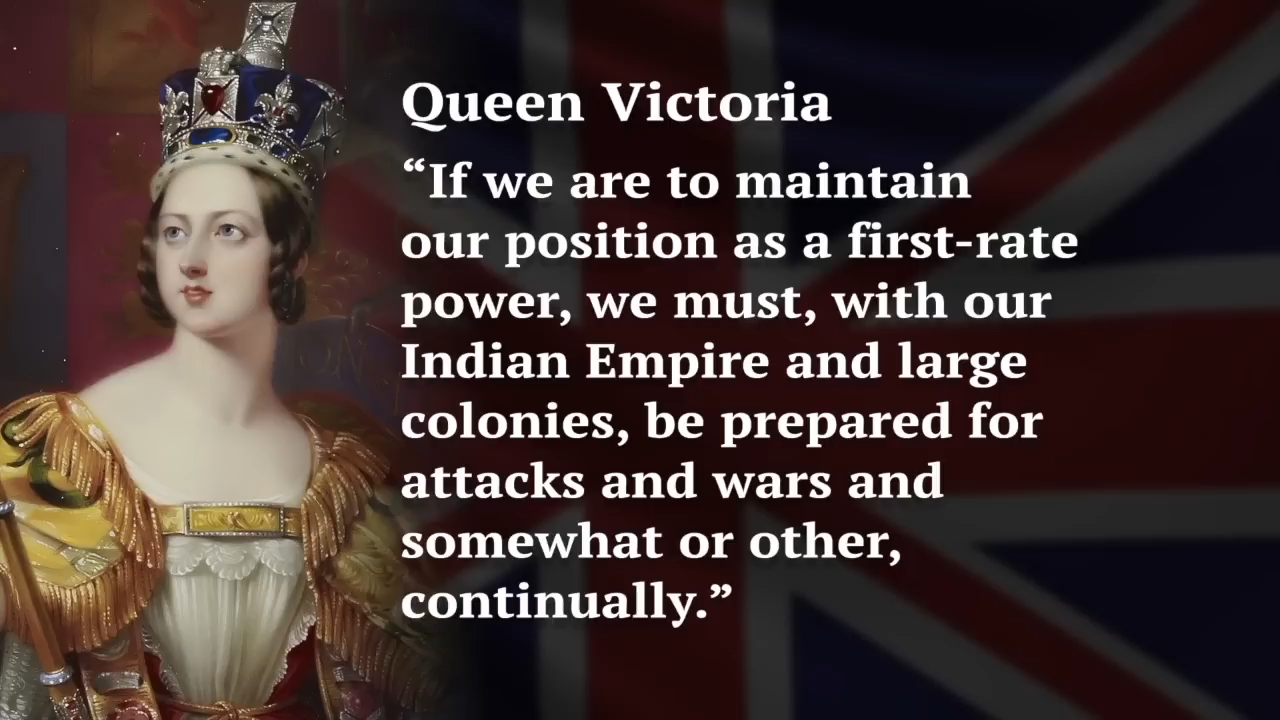 Queen Victoria
“If we are to maintain
our position as a first-rate
power, we must, with our
Indian Empire and large
colonies, be prepared for
attacks and wars and
somewhat or other,
continually.”